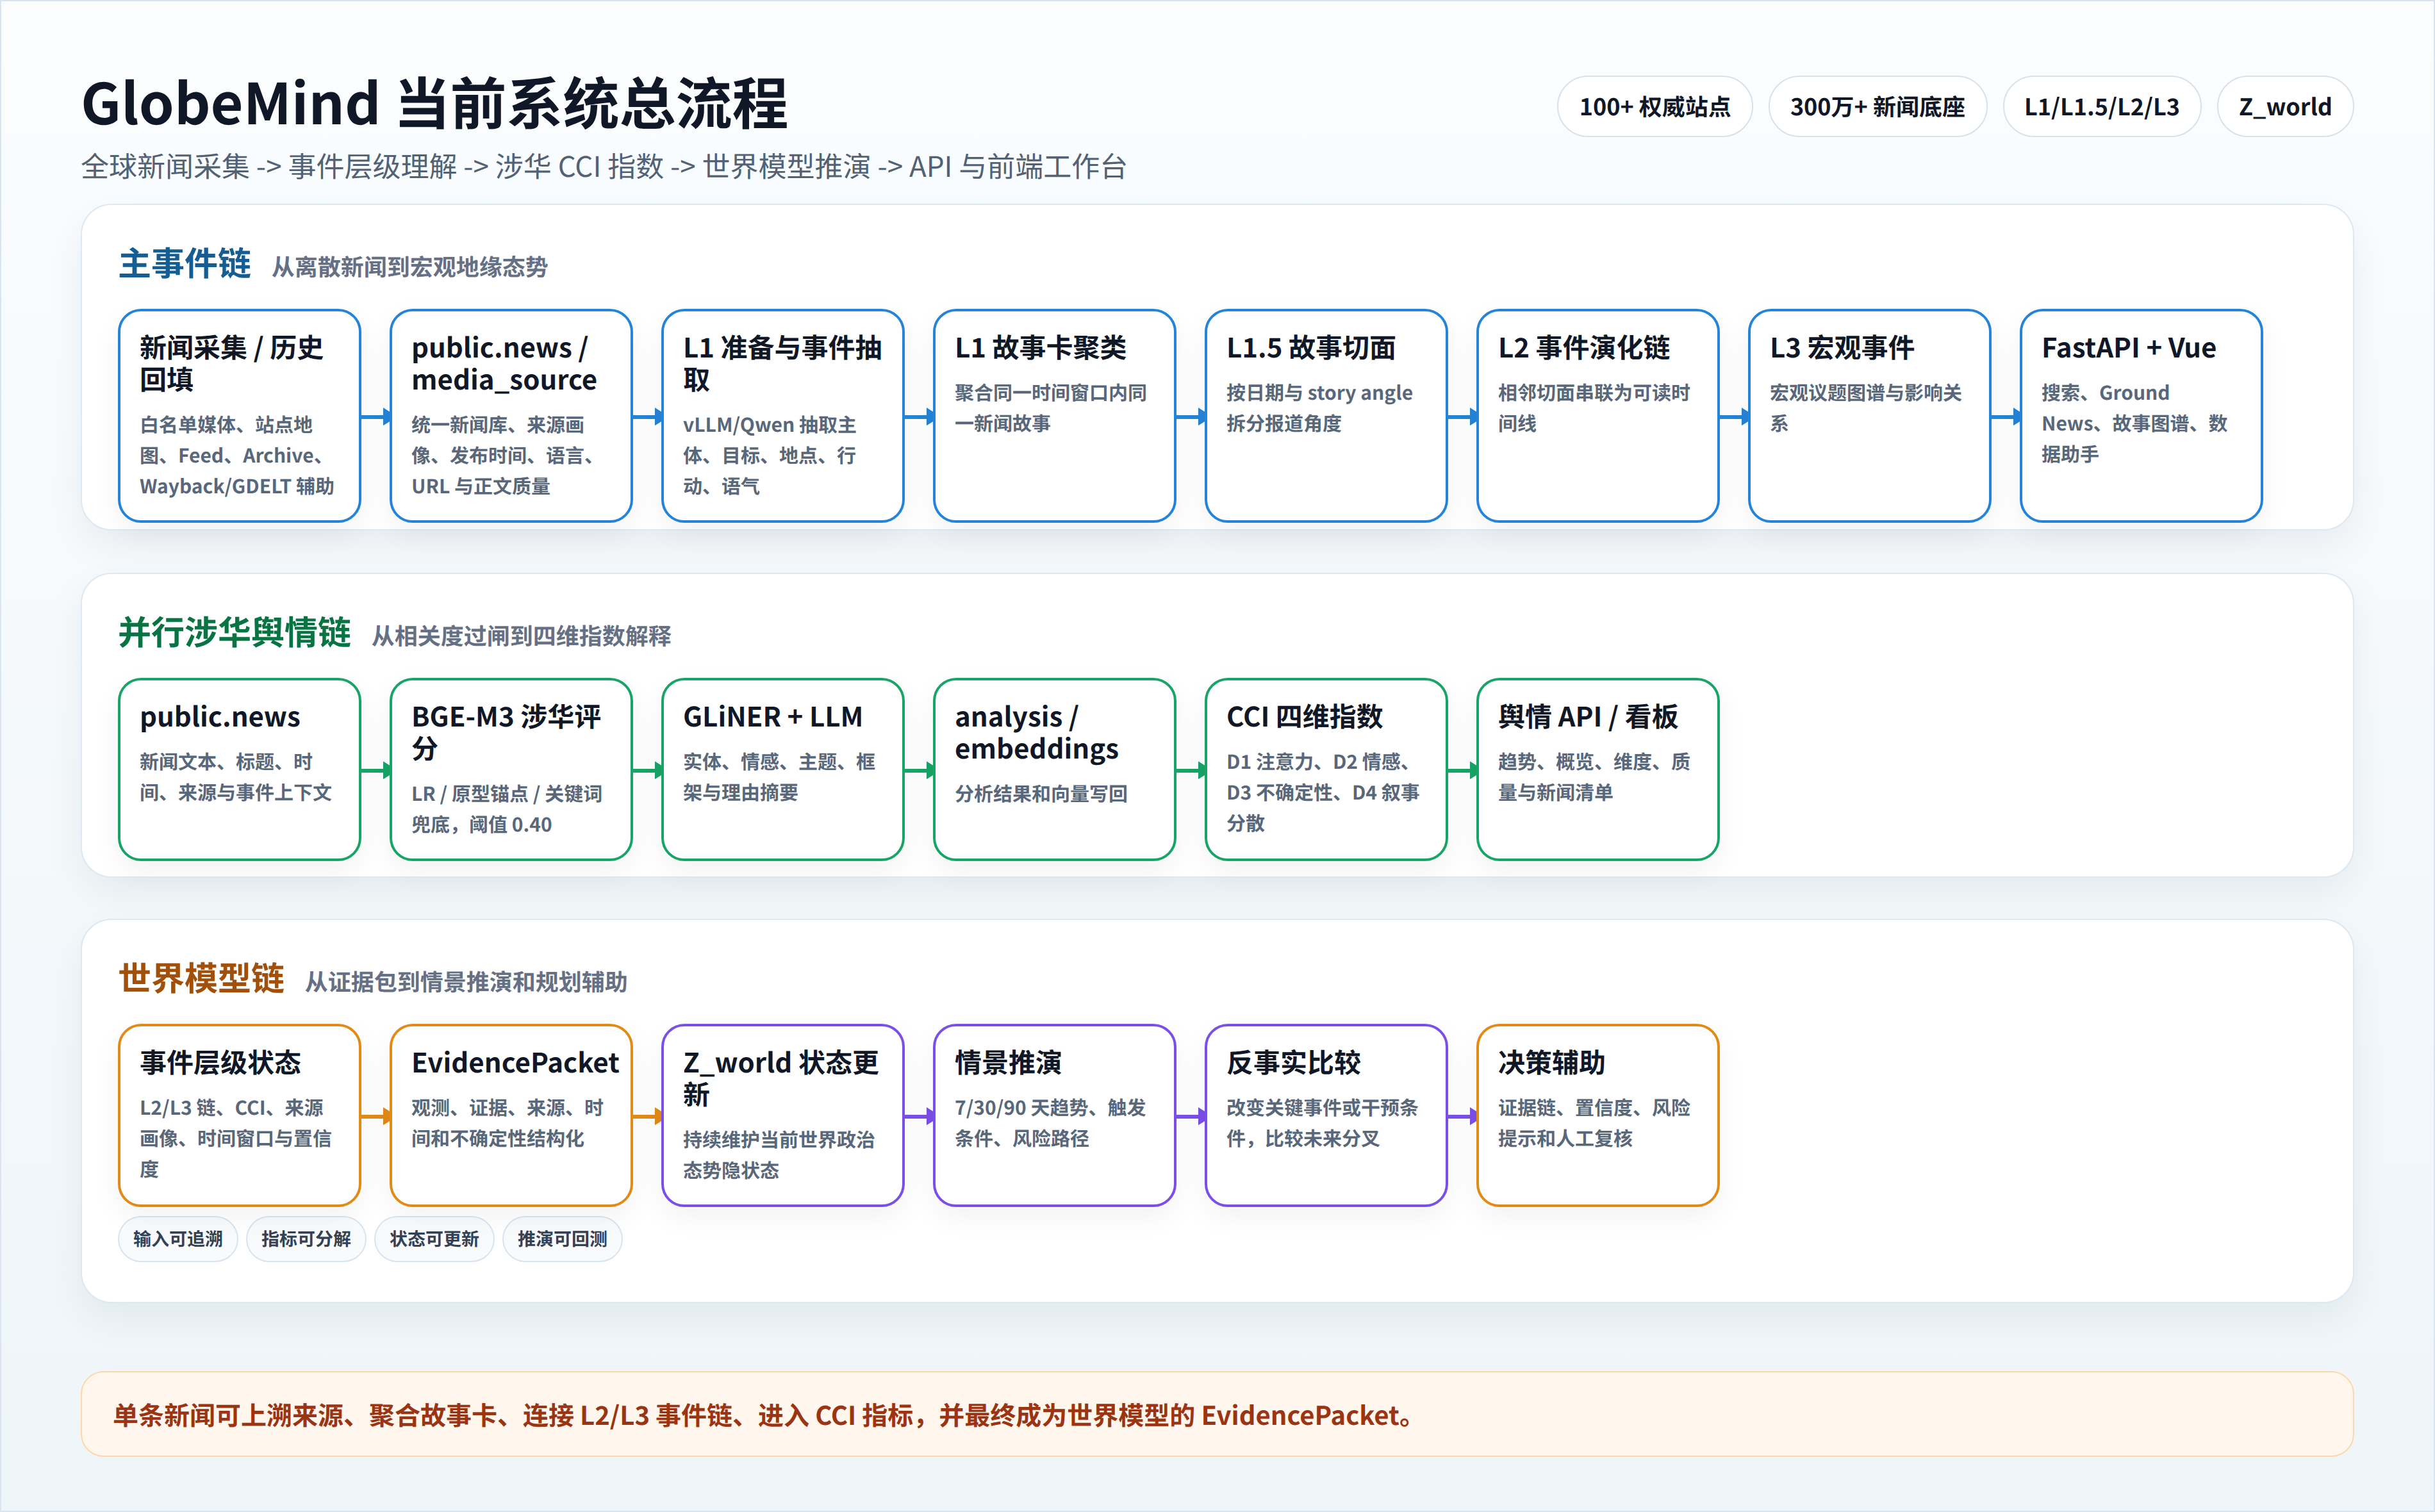 GlobeMind 当前系统总流程
100+ 权威站点
300万+ 新闻底座
L1/L1.5/L2/L3
Z_world
全球新闻采集 -> 事件层级理解 -> 涉华 CCI 指数 -> 世界模型推演 -> API 与前端工作台
主事件链
从离散新闻到宏观地缘态势
新闻采集 / 历史
回填
白名单媒体、站点地
图、Feed、Archive、
Wayback/GDELT 辅助
public.news /
media_source
统一新闻库、来源画
像、发布时间、语言、
URL 与正文质量
L1 准备与事件抽
取
vLLM/Qwen 抽取主
体、目标、地点、行
动、语气
L1 故事卡聚类
聚合同一时间窗口内同
一新闻故事
L1.5 故事切面
按日期与 story angle
拆分报道角度
L2 事件演化链
相邻切面串联为可读时
间线
L3 宏观事件
宏观议题图谱与影响关
系
FastAPI + Vue
搜索、Ground
News、故事图谱、数
据助手
并行涉华舆情链
从相关度过闸到四维指数解释
public.news
新闻文本、标题、时
间、来源与事件上下文
BGE-M3 涉华评
分
LR / 原型锚点 / 关键词
兜底，阈值 0.40
GLiNER + LLM
实体、情感、主题、框
架与理由摘要
analysis /
embeddings
分析结果和向量写回
CCI 四维指数
D1 注意力、D2 情感、
D3 不确定性、D4 叙事
分散
舆情 API / 看板
趋势、概览、维度、质
量与新闻清单
世界模型链
从证据包到情景推演和规划辅助
事件层级状态
L2/L3 链、CCI、来源
画像、时间窗口与置信
度
EvidencePacket
观测、证据、来源、时
间和不确定性结构化
Z_world 状态更
新
持续维护当前世界政治
态势隐状态
情景推演
7/30/90 天趋势、触发
条件、风险路径
反事实比较
改变关键事件或干预条
件，比较未来分叉
决策辅助
证据链、置信度、风险
提示和人工复核
输入可追溯
指标可分解
状态可更新
推演可回测
单条新闻可上溯来源、聚合故事卡、连接 L2/L3 事件链、进入 CCI 指标，并最终成为世界模型的 EvidencePacket。